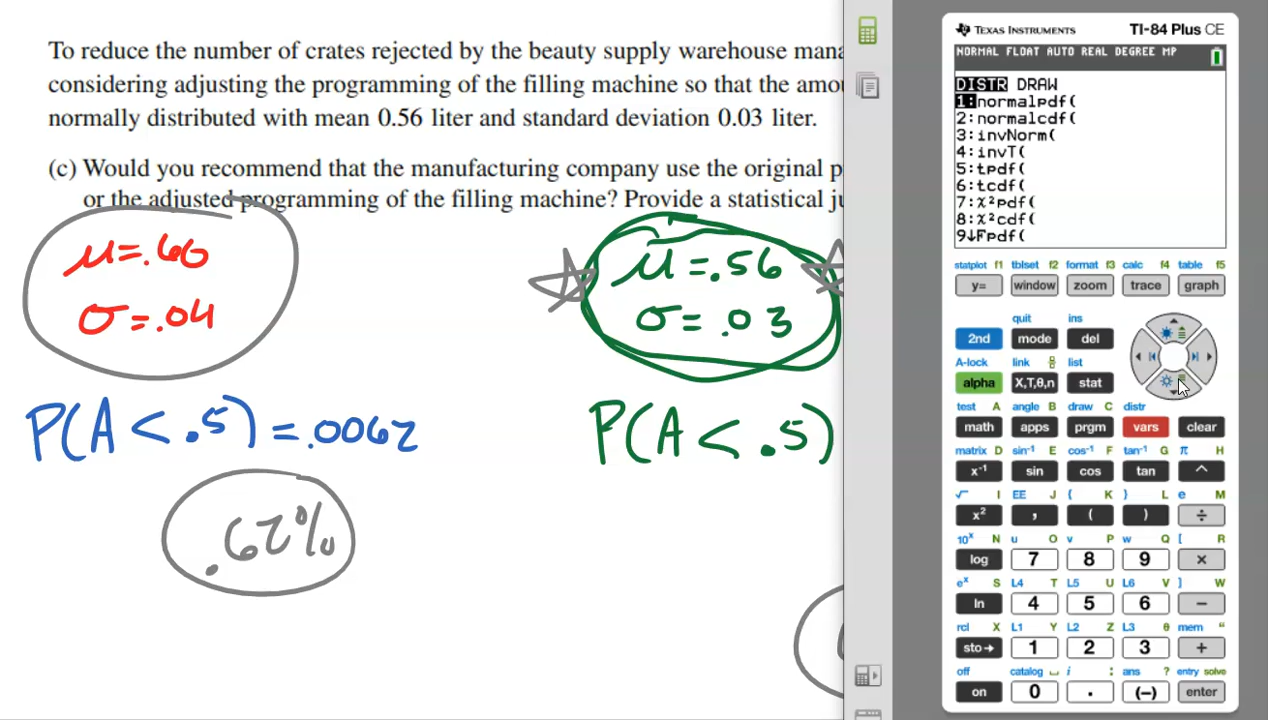 To reduce the number of crates rejected by the beauty supply warehouse mana
considering adjusting the programming of the filling machine so that the amou
normally distributed with mean 0.56 liter and standard deviation 0.03 liter.
(c) Would you recommend that the manufacturing company use the original p
or the adjusted programming of the filling machine? Provide a statistical ju
μ=.60
σ=.04
μ=.56
σ=.03
P(A<.5)=.0062
P(A<.5)
.62%
TEXAS INSTRUMENTS TI-84 Plus CE
NORMAL FLOAT AUTO REAL DEGREE MP
DISTR DRAW
1:normalpdf(
2:normalcdf(
3:invNorm(
4:invT(
5:tpdf(
6:tcdf(
7:χ²pdf(
8:χ²cdf(
9↓Fpdf(
statplot f1 tblset f2 format f3 calc f4 table f5
y= window zoom trace graph
quit ins
2nd mode del
A-lock link list
alpha X,T,θ,n stat
test A angle B draw C distr
math apps prgm vars clear
matrix D sin⁻¹ E cos⁻¹ F tan⁻¹ G π H
x⁻¹ sin cos tan ^
√ I EE J { K } L e M
x² , ( ) ÷
10ˣ N u O v P w Q [ R
log 7 8 9 ×
eˣ S L4 T L5 U L6 V ] W
ln 4 5 6 −
rcl X L1 Y L2 Z L3 θ mem "
sto→ 1 2 3 +
off catalog ⎵ i : ans ? entry solve
on 0 . (−) enter